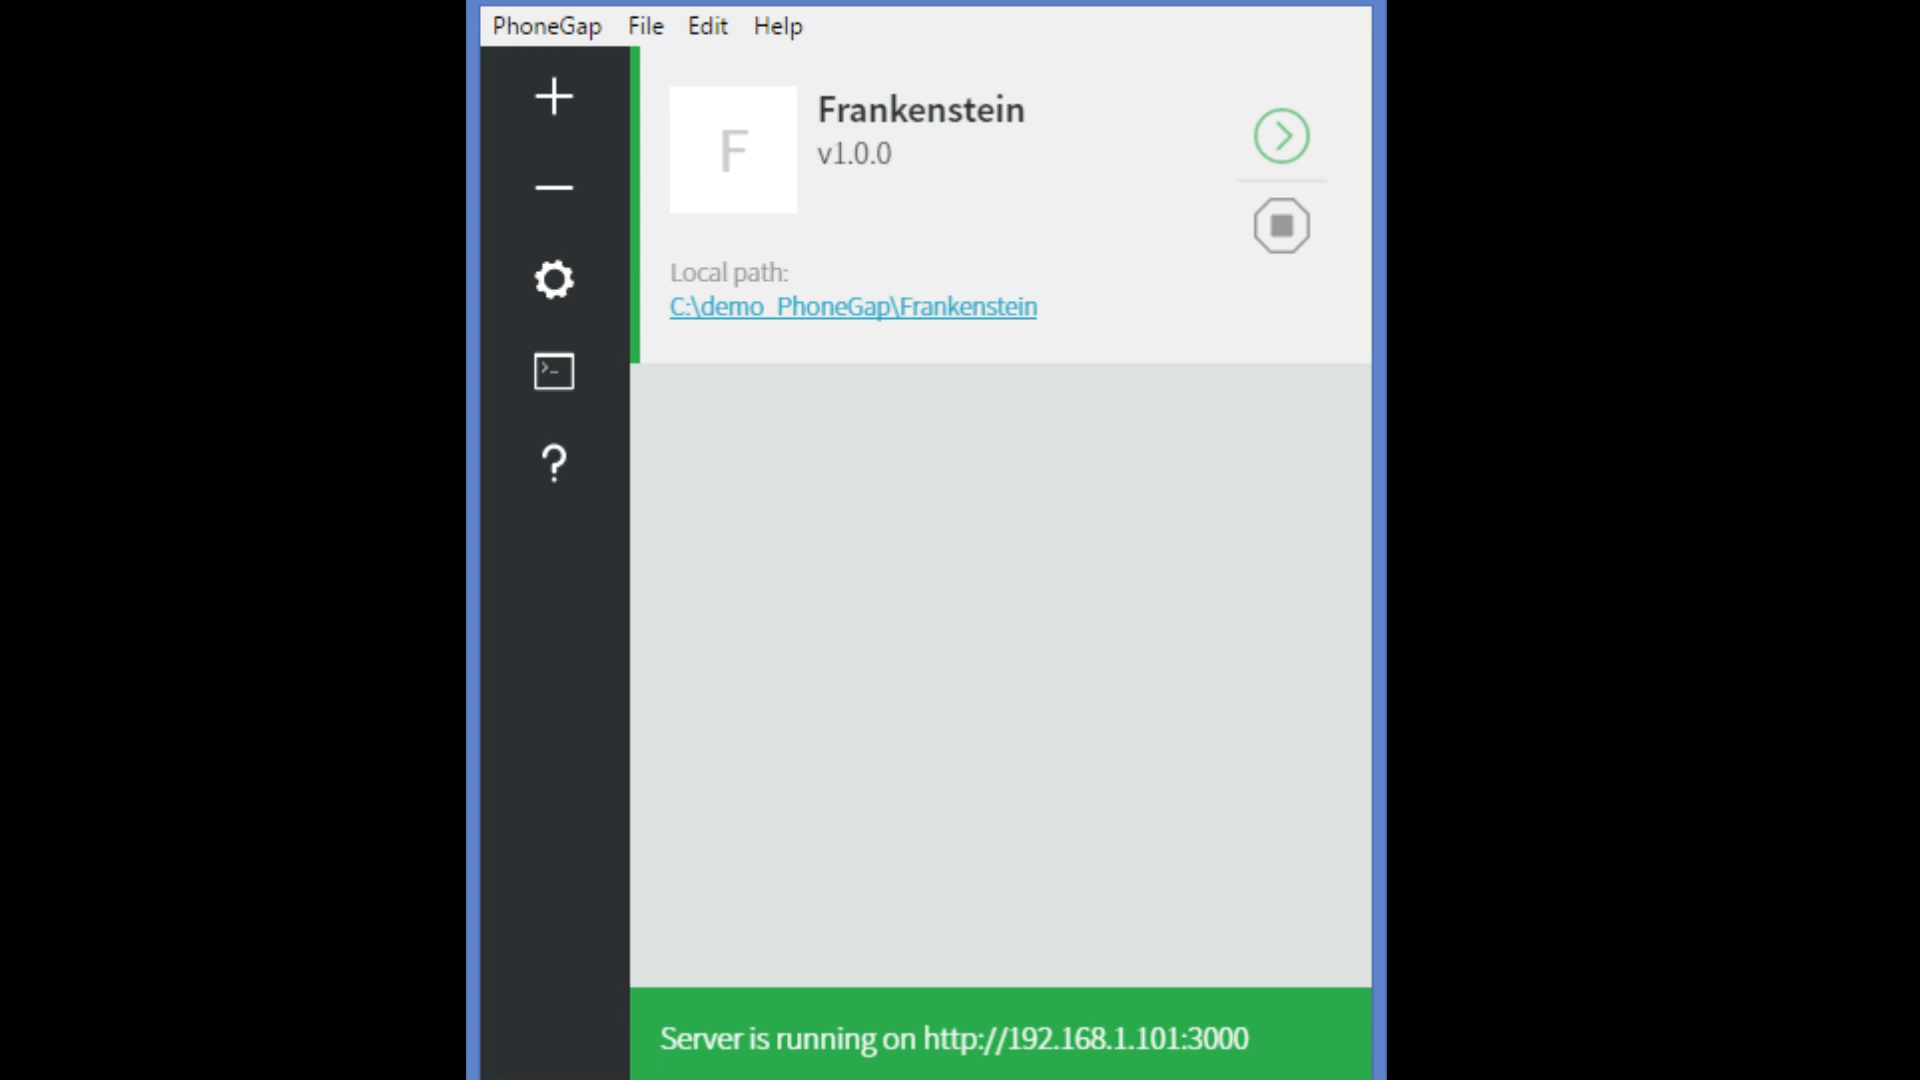 PhoneGap File Edit Help
Frankenstein
F
v1.0.0
Local path:
C:\demo_PhoneGap\Frankenstein
Server is running on http://192.168.1.101:3000